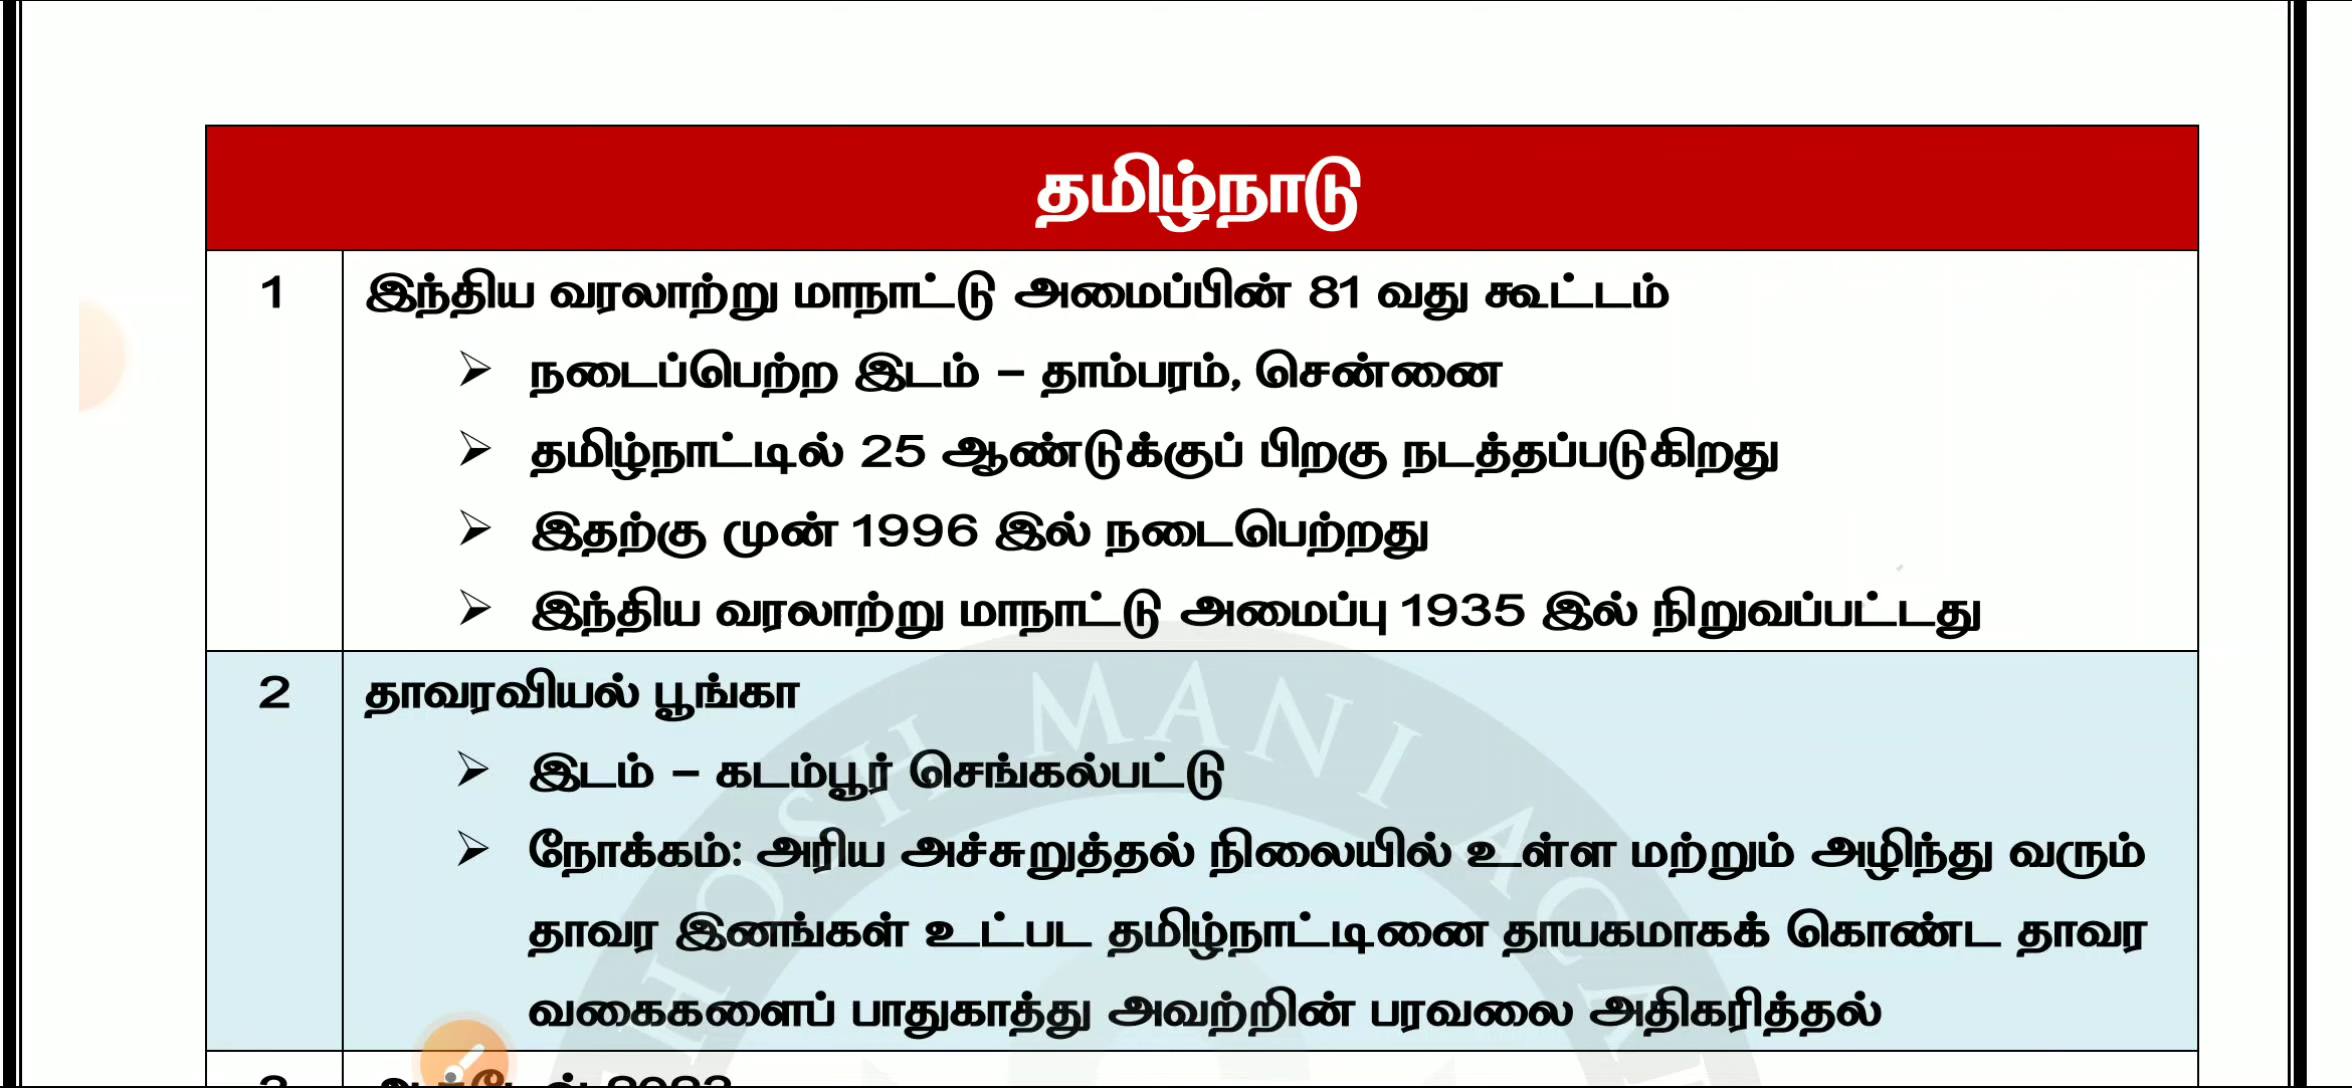 தமிழ்நாடு
1 இந்திய வரலாற்று மாநாட்டு அமைப்பின் 81 வது கூட்டம்
➢ நடைப்பெற்ற இடம் – தாம்பரம், சென்னை
➢ தமிழ்நாட்டில் 25 ஆண்டுக்குப் பிறகு நடத்தப்படுகிறது
➢ இதற்கு முன் 1996 இல் நடைபெற்றது
➢ இந்திய வரலாற்று மாநாட்டு அமைப்பு 1935 இல் நிறுவப்பட்டது
2 தாவரவியல் பூங்கா
➢ இடம் – கடம்பூர் செங்கல்பட்டு
➢ நோக்கம்: அரிய அச்சுறுத்தல் நிலையில் உள்ள மற்றும் அழிந்து வரும்
தாவர இனங்கள் உட்பட தமிழ்நாட்டினை தாயகமாகக் கொண்ட தாவர
வகைகளைப் பாதுகாத்து அவற்றின் பரவலை அதிகரித்தல்
HOSH MANI ACA